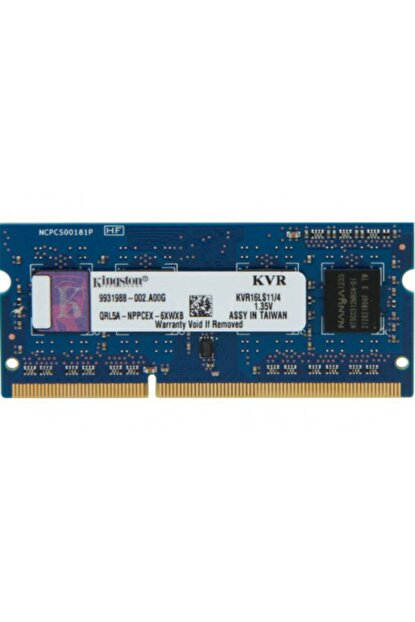 NCPCS00181P HF
Kingston
KVR
9931988-002.A00G
KVR16LS11/4
1.35V
QRL5A-NPPCEX-6XWX8
ASSY IN TAIWAN
Warranty Void If Removed
NANYA